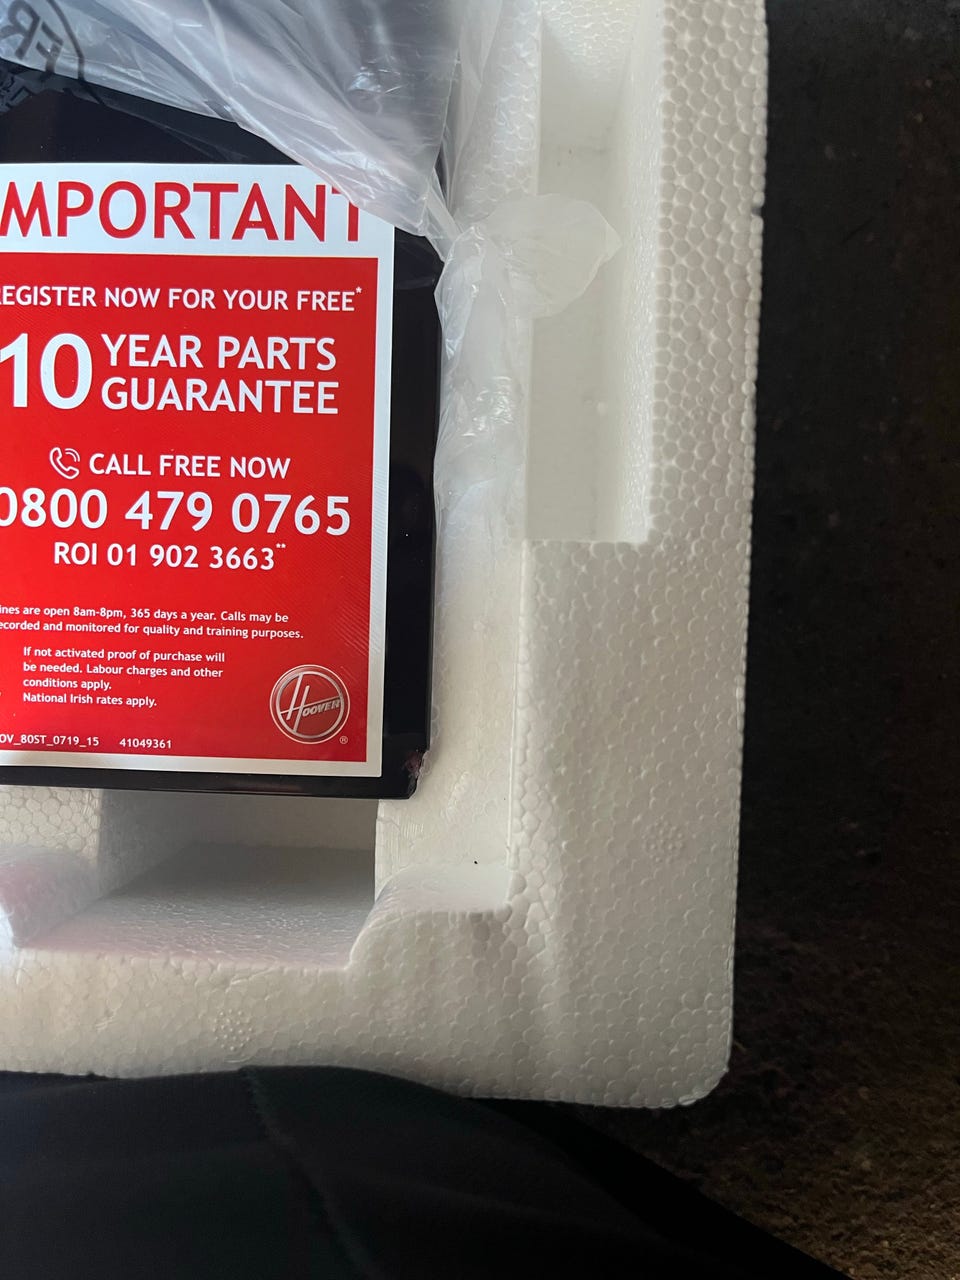 MPORTANT
EGISTER NOW FOR YOUR FREE*
10 YEAR PARTS
GUARANTEE
CALL FREE NOW
0800 479 0765
ROI 01 902 3663**
ines are open 8am-8pm, 365 days a year. Calls may be
ecorded and monitored for quality and training purposes.
If not activated proof of purchase will
be needed. Labour charges and other
conditions apply.
National Irish rates apply.
HOOVER ®
OV_80ST_0719_15 41049361